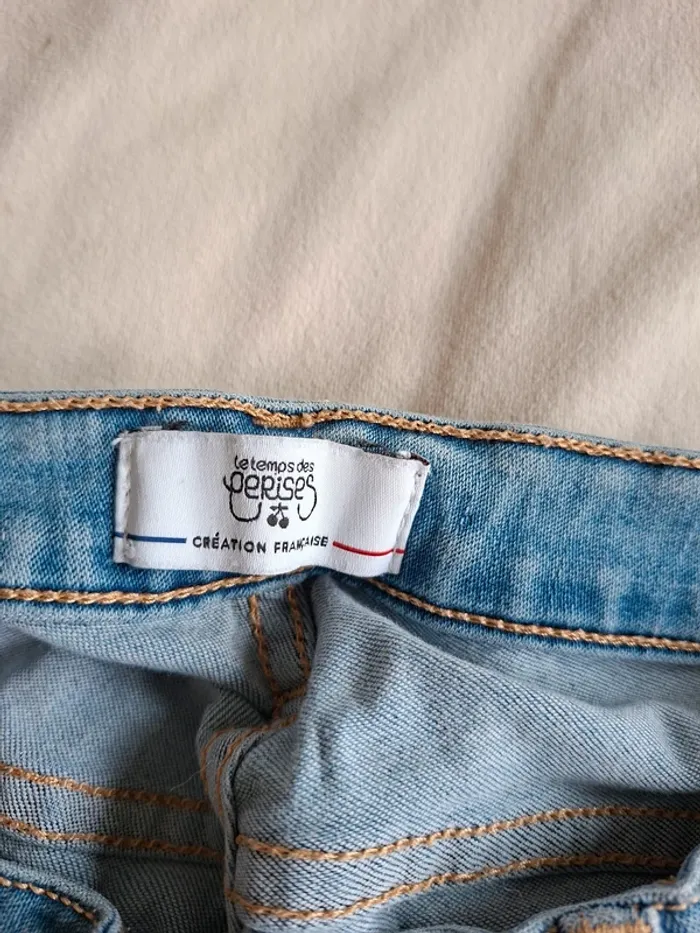 le temps des
cerises
CRÉATION FRANÇAISE